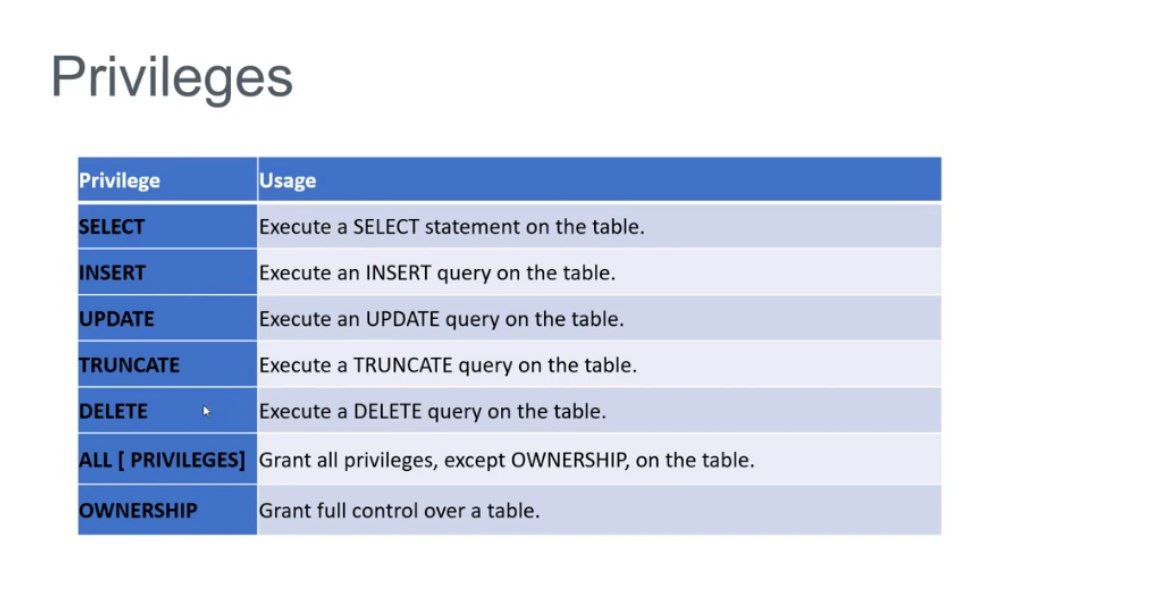 Privileges
Privilege Usage
SELECT Execute a SELECT statement on the table.
INSERT Execute an INSERT query on the table.
UPDATE Execute an UPDATE query on the table.
TRUNCATE Execute a TRUNCATE query on the table.
DELETE Execute a DELETE query on the table.
ALL [ PRIVILEGES] Grant all privileges, except OWNERSHIP, on the table.
OWNERSHIP Grant full control over a table.